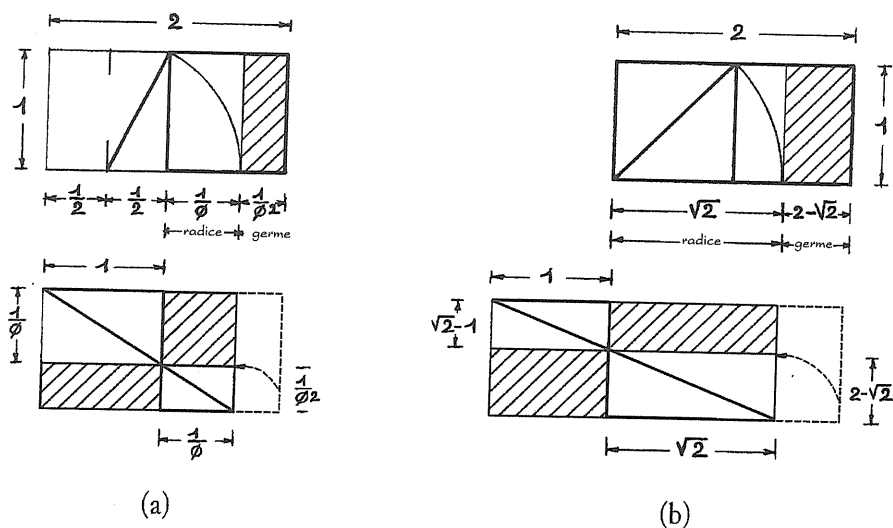 2
1
1/2 1/2 1/ø 1/ø2
radice germe
1
1/ø
1/ø2
1/ø
(a)
2
1
√2 2-√2
radice germe
1
√2-1
2-√2
√2
(b)